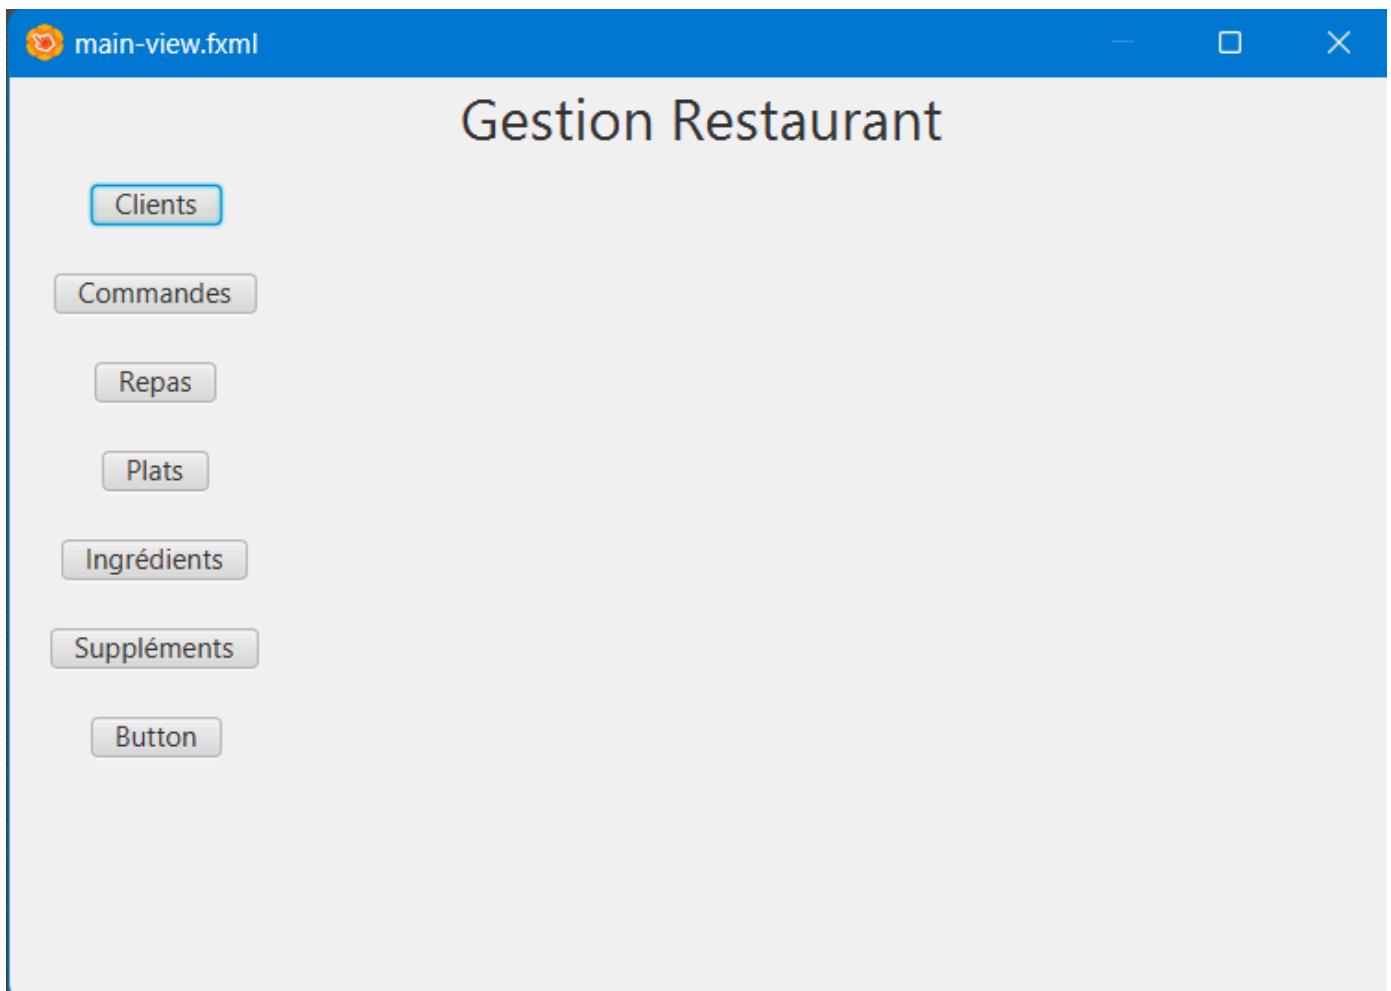 main-view.fxml
Gestion Restaurant
Clients
Commandes
Repas
Plats
Ingrédients
Suppléments
Button